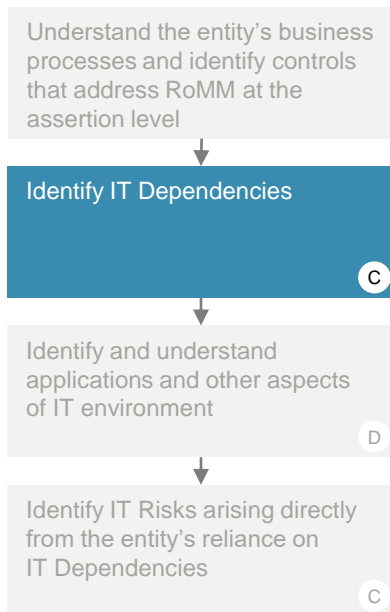 Understand the entity's business
processes and identify controls
that address RoMM at the
assertion level
Identify IT Dependencies
C
Identify and understand
applications and other aspects
of IT environment
D
Identify IT Risks arising directly
from the entity's reliance on
IT Dependencies
C